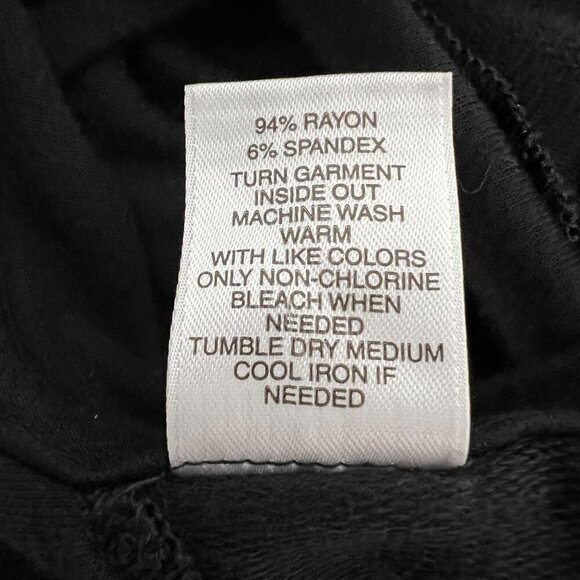 94% RAYON
6% SPANDEX
TURN GARMENT
INSIDE OUT
MACHINE WASH
WARM
WITH LIKE COLORS
ONLY NON-CHLORINE
BLEACH WHEN
NEEDED
TUMBLE DRY MEDIUM
COOL IRON IF
NEEDED